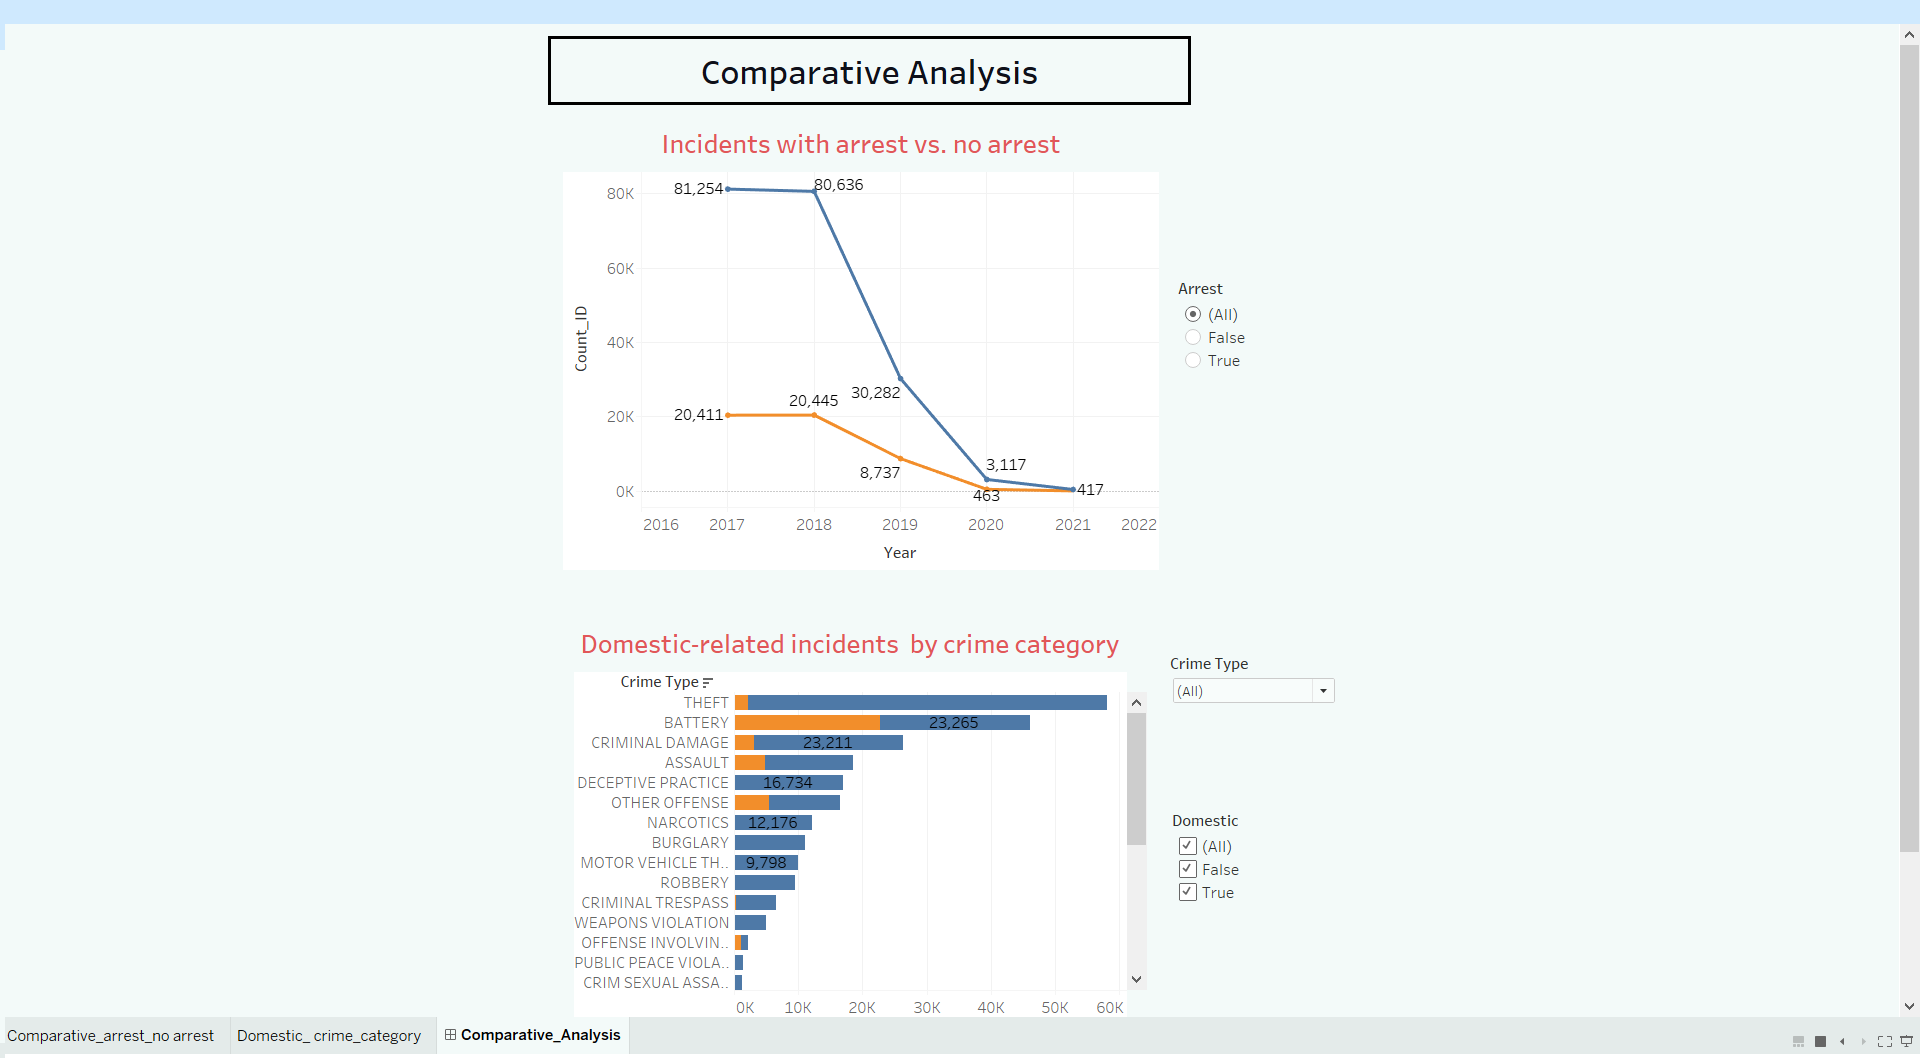 Comparative Analysis
Incidents with arrest vs. no arrest
81,254
80,636
80K
60K
Count_ID
40K
30,282
20,445
20,411
20K
8,737
3,117
463
417
0K
2016 2017 2018 2019 2020 2021 2022
Year
Arrest
(All)
False
True
Domestic-related incidents by crime category
Crime Type
THEFT
BATTERY 23,265
CRIMINAL DAMAGE 23,211
ASSAULT
DECEPTIVE PRACTICE 16,734
OTHER OFFENSE
NARCOTICS 12,176
BURGLARY
MOTOR VEHICLE TH.. 9,798
ROBBERY
CRIMINAL TRESPASS
WEAPONS VIOLATION
OFFENSE INVOLVIN..
PUBLIC PEACE VIOLA..
CRIM SEXUAL ASSA..
0K 10K 20K 30K 40K 50K 60K
Crime Type
(All)
Domestic
(All)
False
True
Comparative_arrest_no arrest Domestic_ crime_category Comparative_Analysis